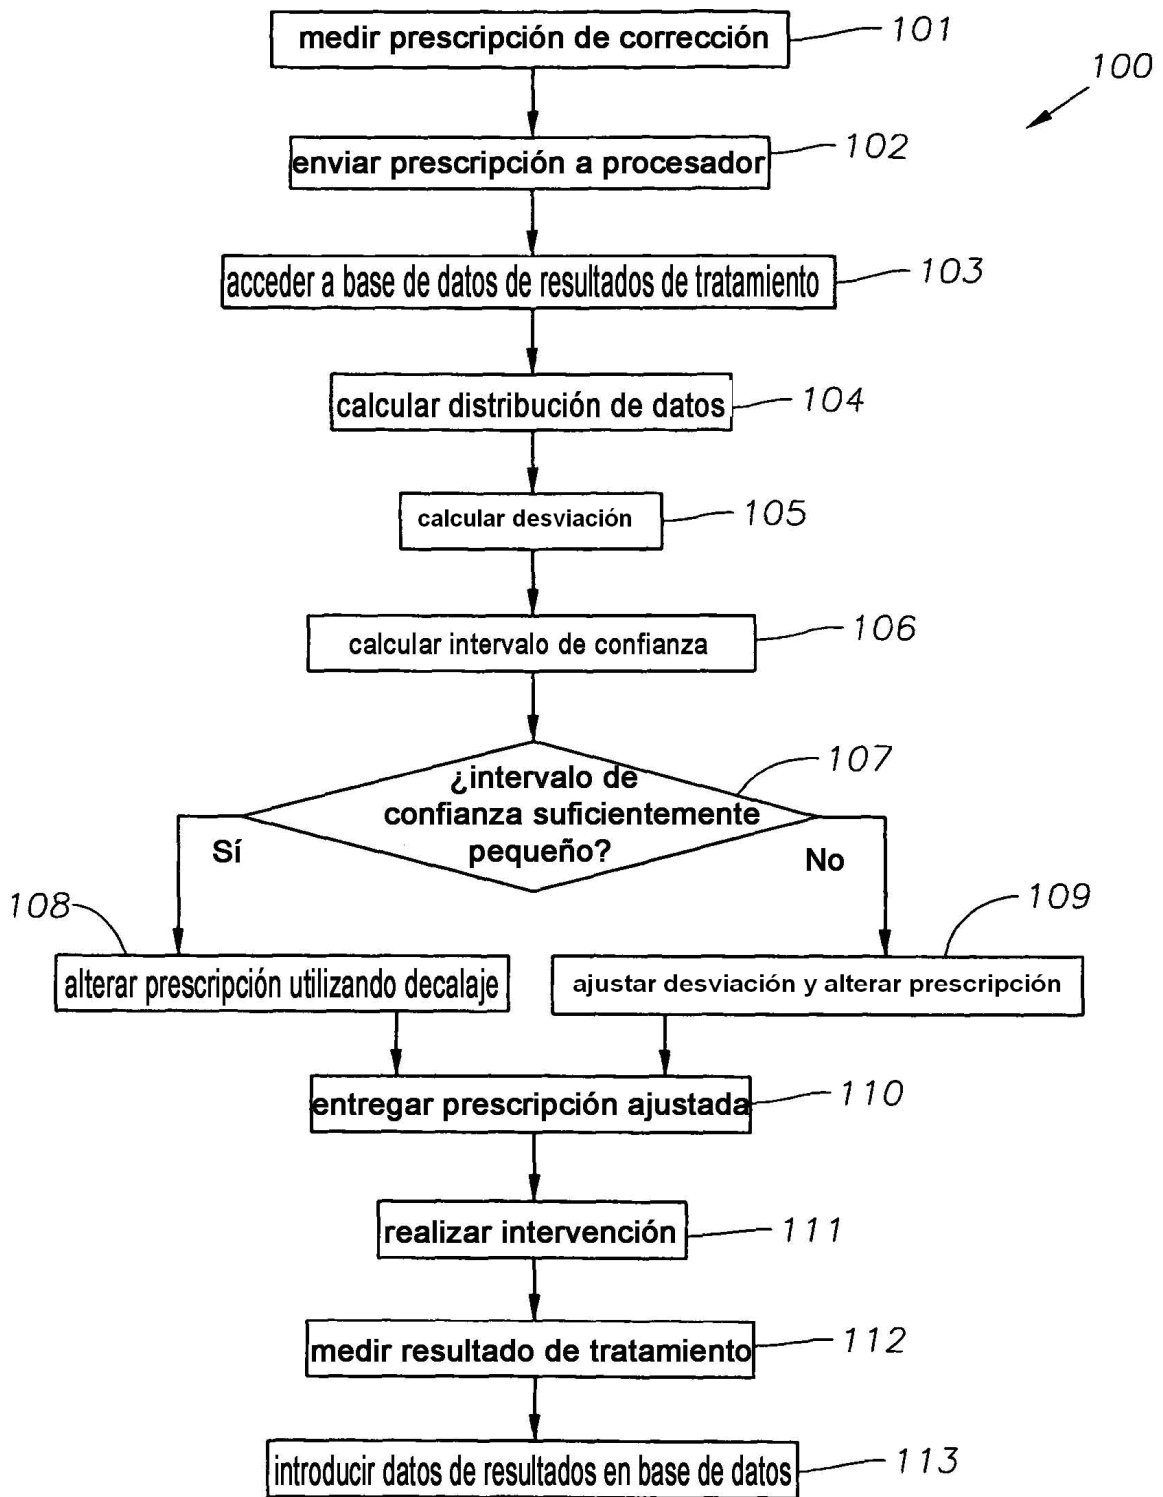 medir prescripción de corrección
101
100
enviar prescripción a procesador
102
acceder a base de datos de resultados de tratamiento
103
calcular distribución de datos
104
calcular desviación
105
calcular intervalo de confianza
106
¿intervalo de
confianza suficientemente
pequeño?
107
Sí
No
108
alterar prescripción utilizando decalaje
109
ajustar desviación y alterar prescripción
entregar prescripción ajustada
110
realizar intervención
111
medir resultado de tratamiento
112
introducir datos de resultados en base de datos
113